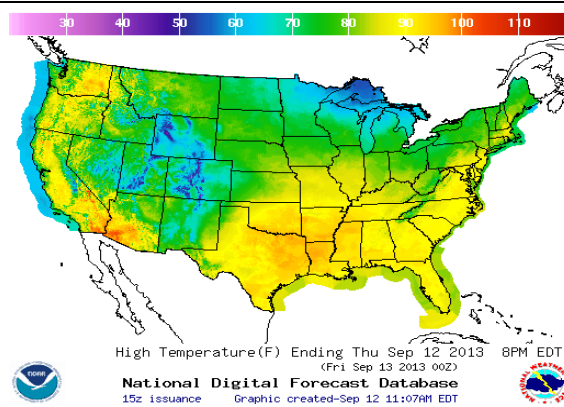 30 40 50 60 70 80 90 100 110
High Temperature(F) Ending Thu Sep 12 2013 8PM EDT
(Fri Sep 13 2013 00Z)
National Digital Forecast Database
15z issuance Graphic created-Sep 12 11:07AM EDT